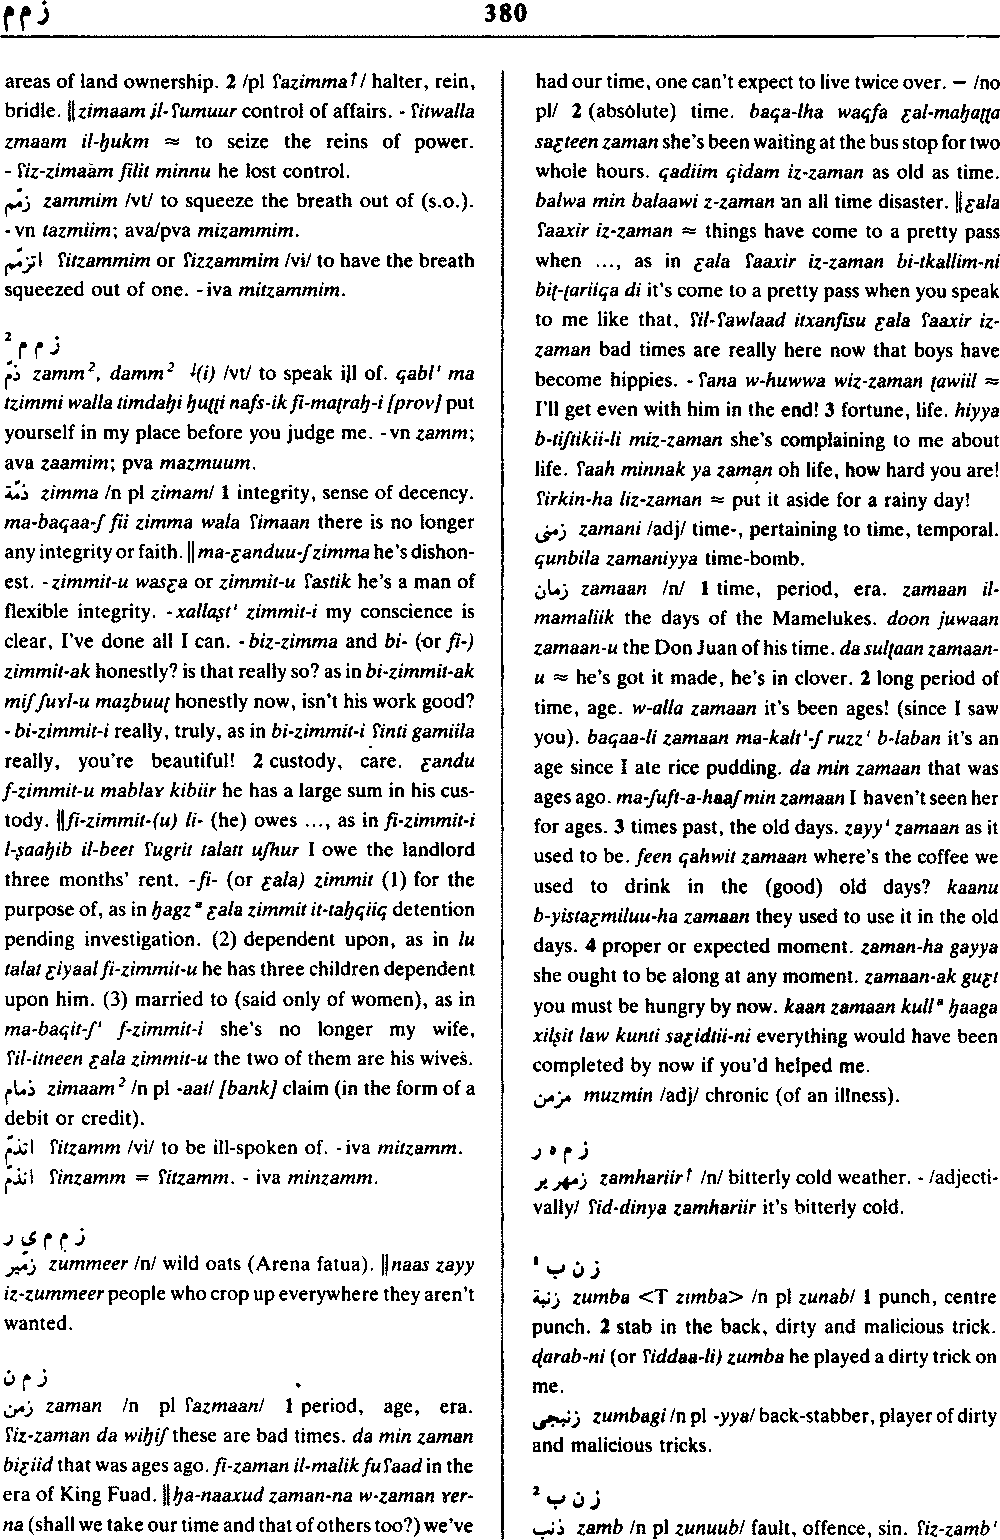 زمم 380
areas of land ownership. 2 /pl ʕazimma↑/ halter, rein,
bridle. ‖zimaam il-ʕumuur control of affairs. - ʕitwalla
zmaam il-ḥukm ≈ to seize the reins of power.
- ʕiz-zimaam filit minnu he lost control.
زمّم zammim /vt/ to squeeze the breath out of (s.o.).
- vn tazmiim; ava/pva mizammim.
اتزمّم ʕitzammim or ʕizzammim /vi/ to have the breath
squeezed out of one. - iva mitzammim.
زمم ²
ذمّ zamm², damm² ↓(i) /vt/ to speak ill of. qabl' ma
tzimmi walla timdaḥi ḥuṭṭi nafs-ik fi-maṭraḥ-i [prov] put
yourself in my place before you judge me. - vn zamm;
ava zaamim; pva mazmuum.
ذمّة zimma /n pl zimam/ 1 integrity, sense of decency.
ma-baqaa-ʃ fii zimma wala ʕimaan there is no longer
any integrity or faith. ‖ma-ƹanduu-ʃ zimma he's dishon-
est. - zimmit-u wasƹa or zimmit-u ʕastik he's a man of
flexible integrity. - xallaṣt' zimmit-i my conscience is
clear, I've done all I can. - biz-zimma and bi- (or fi-)
zimmit-ak honestly? is that really so? as in bi-zimmit-ak
miʃ ʃuɣl-u maẓbuuṭ honestly now, isn't his work good?
- bi-zimmit-i really, truly, as in bi-zimmit-i ʕinti gamiila
really, you're beautiful! 2 custody, care. ƹandu
f-zimmit-u mablaɣ kibiir he has a large sum in his cus-
tody. ‖fi-zimmit-(u) li- (he) owes ..., as in fi-zimmit-i
l-ṣaaḥib il-beet ʕugrit talatt uʃhur I owe the landlord
three months' rent. - fi- (or ƹala) zimmit (1) for the
purpose of, as in ḥagzᵃ ƹala zimmit it-taḥqiiq detention
pending investigation. (2) dependent upon, as in lu
talat ƹiyaal fi-zimmit-u he has three children dependent
upon him. (3) married to (said only of women), as in
ma-baqit-ʃ' f-zimmit-i she's no longer my wife,
ʕil-itneen ƹala zimmit-u the two of them are his wives.
ذمام zimaam² /n pl -aat/ [bank] claim (in the form of a
debit or credit).
اتذمّ ʕitzamm /vi/ to be ill-spoken of. - iva mitzamm.
انذمّ ʕinzamm = ʕitzamm. - iva minzamm.
زممير
زمّير zummeer /n/ wild oats (Arena fatua). ‖naas zayy
iz-zummeer people who crop up everywhere they aren't
wanted.
زمن
زمن zaman /n pl ʕazmaan/ 1 period, age, era.
ʕiz-zaman da wiḥiʃ these are bad times. da min zaman
biƹiid that was ages ago. fi-zaman il-malik fuʕaad in the
era of King Fuad. ‖ḥa-naaxud zaman-na w-zaman ɣer-
na (shall we take our time and that of others too?) we've
had our time, one can't expect to live twice over. – /no
pl/ 2 (absolute) time. baqa-lha waqfa ƹal-maḥaṭṭa
saƹteen zaman she's been waiting at the bus stop for two
whole hours. qadiim qidam iz-zaman as old as time.
balwa min balaawi z-zaman an all time disaster. ‖ƹala
ʕaaxir iz-zaman ≈ things have come to a pretty pass
when ..., as in ƹala ʕaaxir iz-zaman bi-tkallim-ni
biṭ-ṭariiqa di it's come to a pretty pass when you speak
to me like that, ʕil-ʕawlaad itxanfisu ƹala ʕaaxir iz-
zaman bad times are really here now that boys have
become hippies. - ʕana w-huwwa wiz-zaman ṭawiil ≈
I'll get even with him in the end! 3 fortune, life. hiyya
b-tiʃtikii-li miz-zaman she's complaining to me about
life. ʕaah minnak ya zaman oh life, how hard you are!
ʕirkin-ha liz-zaman ≈ put it aside for a rainy day!
زمنى zamani /adj/ time-, pertaining to time, temporal.
qunbila zamaniyya time-bomb.
زمان zamaan /n/ 1 time, period, era. zamaan il-
mamaliik the days of the Mamelukes. doon juwaan
zamaan-u the Don Juan of his time. da sulṭaan zamaan-
u ≈ he's got it made, he's in clover. 2 long period of
time, age. w-alla zamaan it's been ages! (since I saw
you). baqaa-li zamaan ma-kalt'-ʃ ruzz' b-laban it's an
age since I ate rice pudding. da min zamaan that was
ages ago. ma-ʃuft-a-haaʃ min zamaan I haven't seen her
for ages. 3 times past, the old days. zayy' zamaan as it
used to be. feen qahwit zamaan where's the coffee we
used to drink in the (good) old days? kaanu
b-yistaƹmiluu-ha zamaan they used to use it in the old
days. 4 proper or expected moment. zaman-ha gayya
she ought to be along at any moment. zamaan-ak guƹt
you must be hungry by now. kaan zamaan kullᵃ ḥaaga
xilṣit law kunti saƹidtii-ni everything would have been
completed by now if you'd helped me.
مزمن muzmin /adj/ chronic (of an illness).
زمهر
زمهرير zamhariir↑ /n/ bitterly cold weather. - /adjecti-
vally/ ʕid-dinya zamhariir it's bitterly cold.
زنب ¹
زنبة zumba <T zımba> /n pl zunab/ 1 punch, centre
punch. 2 stab in the back, dirty and malicious trick.
ḍarab-ni (or ʕiddaa-li) zumba he played a dirty trick on
me.
زنبجى zumbagi /n pl -yya/ back-stabber, player of dirty
and malicious tricks.
زنب ²
ذنب zamb /n pl zunuub/ fault, offence, sin. ʕiz-zamb'